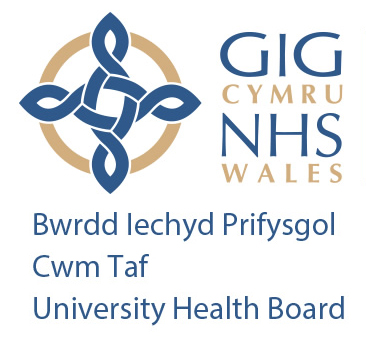 GIG
CYMRU
NHS
WALES
Bwrdd Iechyd Prifysgol
Cwm Taf
University Health Board